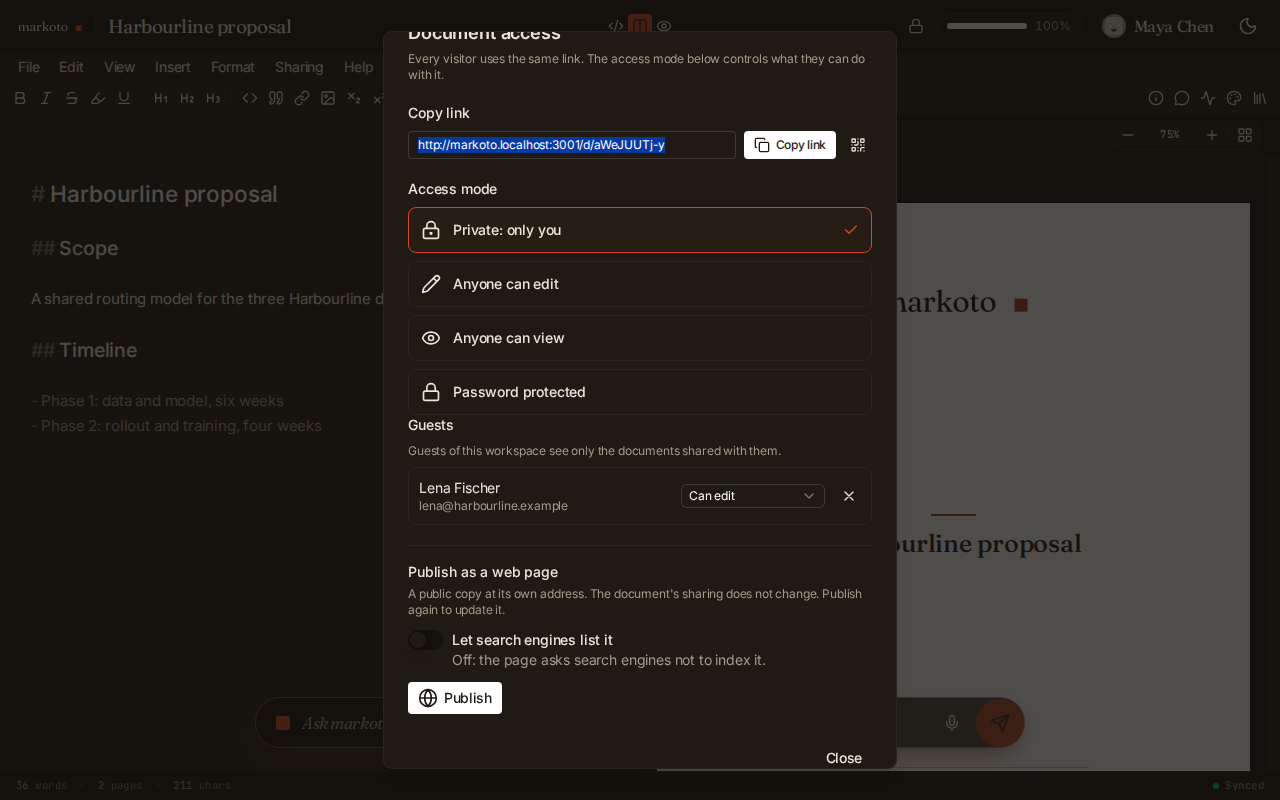 markoto
Harbourline proposal
100%
Maya Chen
File Edit View Insert Format Sharing Help
H1 H2 H3
75%
# Harbourline proposal
## Scope
A shared routing model for the three Harbourline d
## Timeline
- Phase 1: data and model, six weeks
- Phase 2: rollout and training, four weeks
Document access
Every visitor uses the same link. The access mode below controls what they can do
with it.
Copy link
http://markoto.localhost:3001/d/aWeJUUTj-y
Copy link
Access mode
Private: only you
Anyone can edit
Anyone can view
Password protected
Guests
Guests of this workspace see only the documents shared with them.
Lena Fischer
lena@harbourline.example
Can edit
Publish as a web page
A public copy at its own address. The document's sharing does not change. Publish
again to update it.
Let search engines list it
Off: the page asks search engines not to index it.
Publish
Close
arkoto
ourline proposal
Ask markot
36 words · 2 pages · 211 chars
Synced